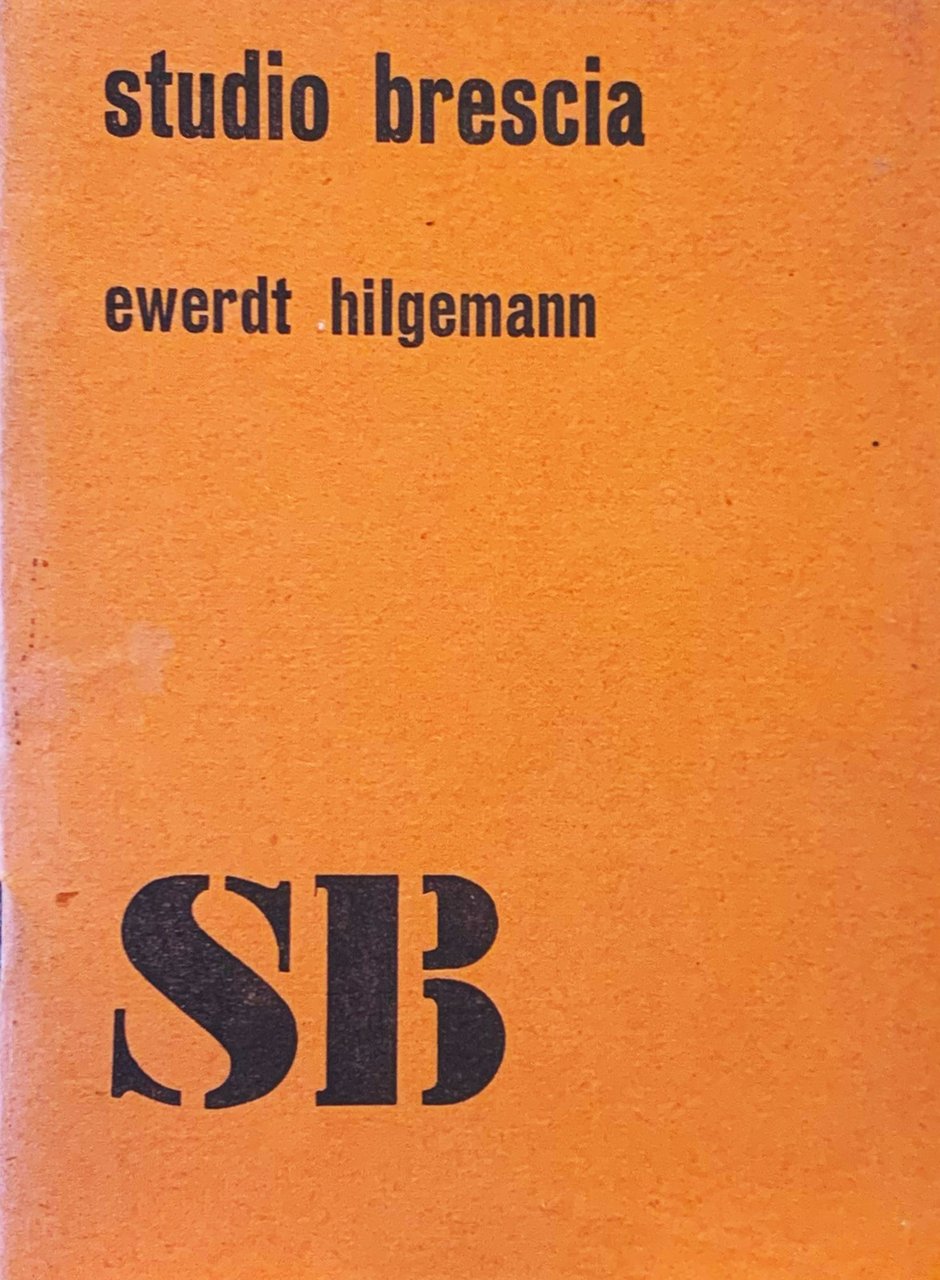 studio brescia
ewerdt hilgemann
SB